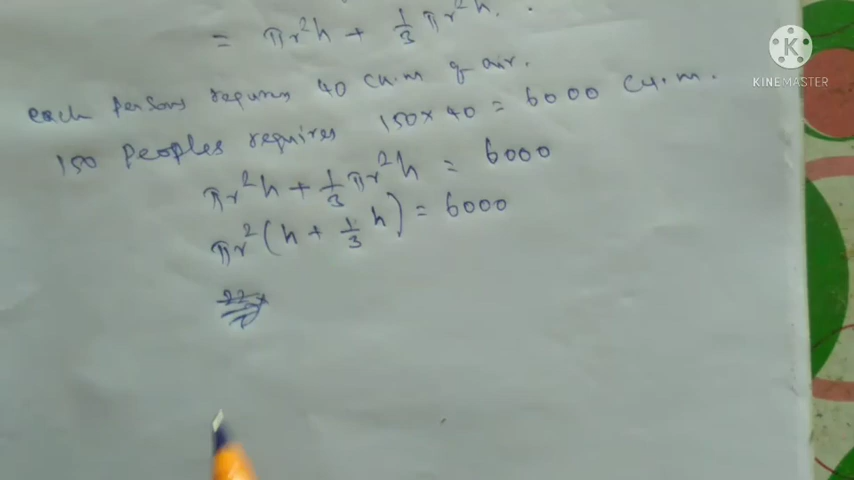 = πr²h + 1/3 πr²h.
KINEMASTER
each persons requires 40 cu.m of air.
150 Peoples requires 150 × 40 = 6000 cu.m.
πr²h + 1/3 πr²h = 6000
πr² (h + 1/3 h) = 6000